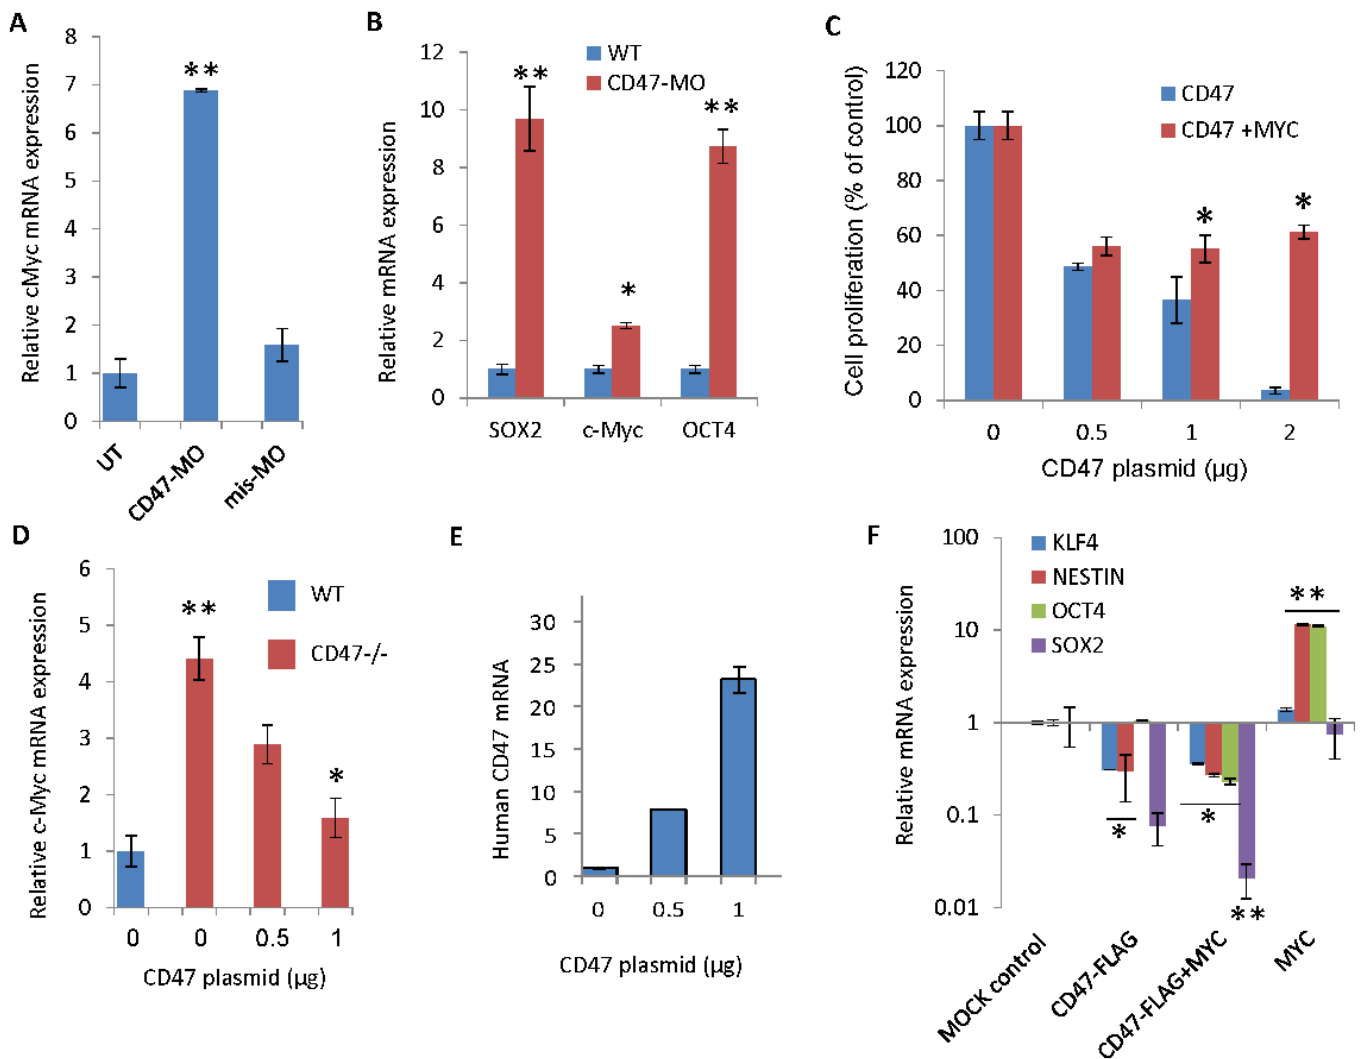 A
Relative cMyc mRNA expression
8
7
6
5
4
3
2
1
0
**
UT
CD47-MO
mis-MO
B
Relative mRNA expression
12
10
8
6
4
2
0
WT
CD47-MO
**
*
**
SOX2
c-Myc
OCT4
C
Cell proliferation (% of control)
120
100
80
60
40
20
0
CD47
CD47 +MYC
*
*
0
0.5
1
2
CD47 plasmid (µg)
D
Relative c-Myc mRNA expression
6
5
4
3
2
1
0
WT
CD47-/-
**
*
0
0
0.5
1
CD47 plasmid (µg)
E
Human CD47 mRNA
30
25
20
15
10
5
0
0
0.5
1
CD47 plasmid (µg)
F
Relative mRNA expression
100
10
1
0.1
0.01
KLF4
NESTIN
OCT4
SOX2
**
*
*
**
MOCK control
CD47-FLAG
CD47-FLAG+MYC
MYC